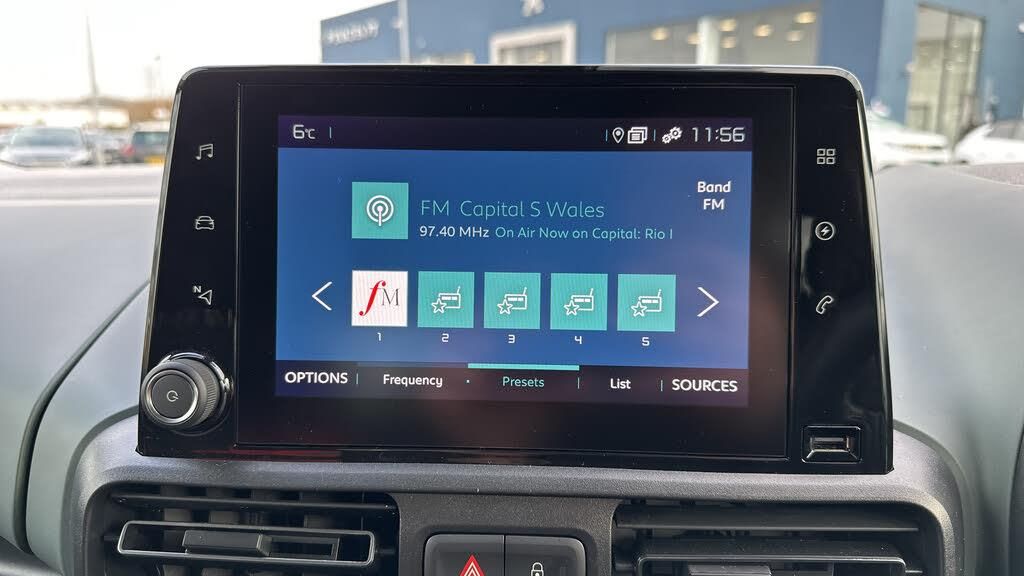 6°C 11:56
Band
FM
FM Capital S Wales
97.40 MHz On Air Now on Capital: Rio I
fM
1 2 3 4 5
OPTIONS Frequency Presets List SOURCES
N